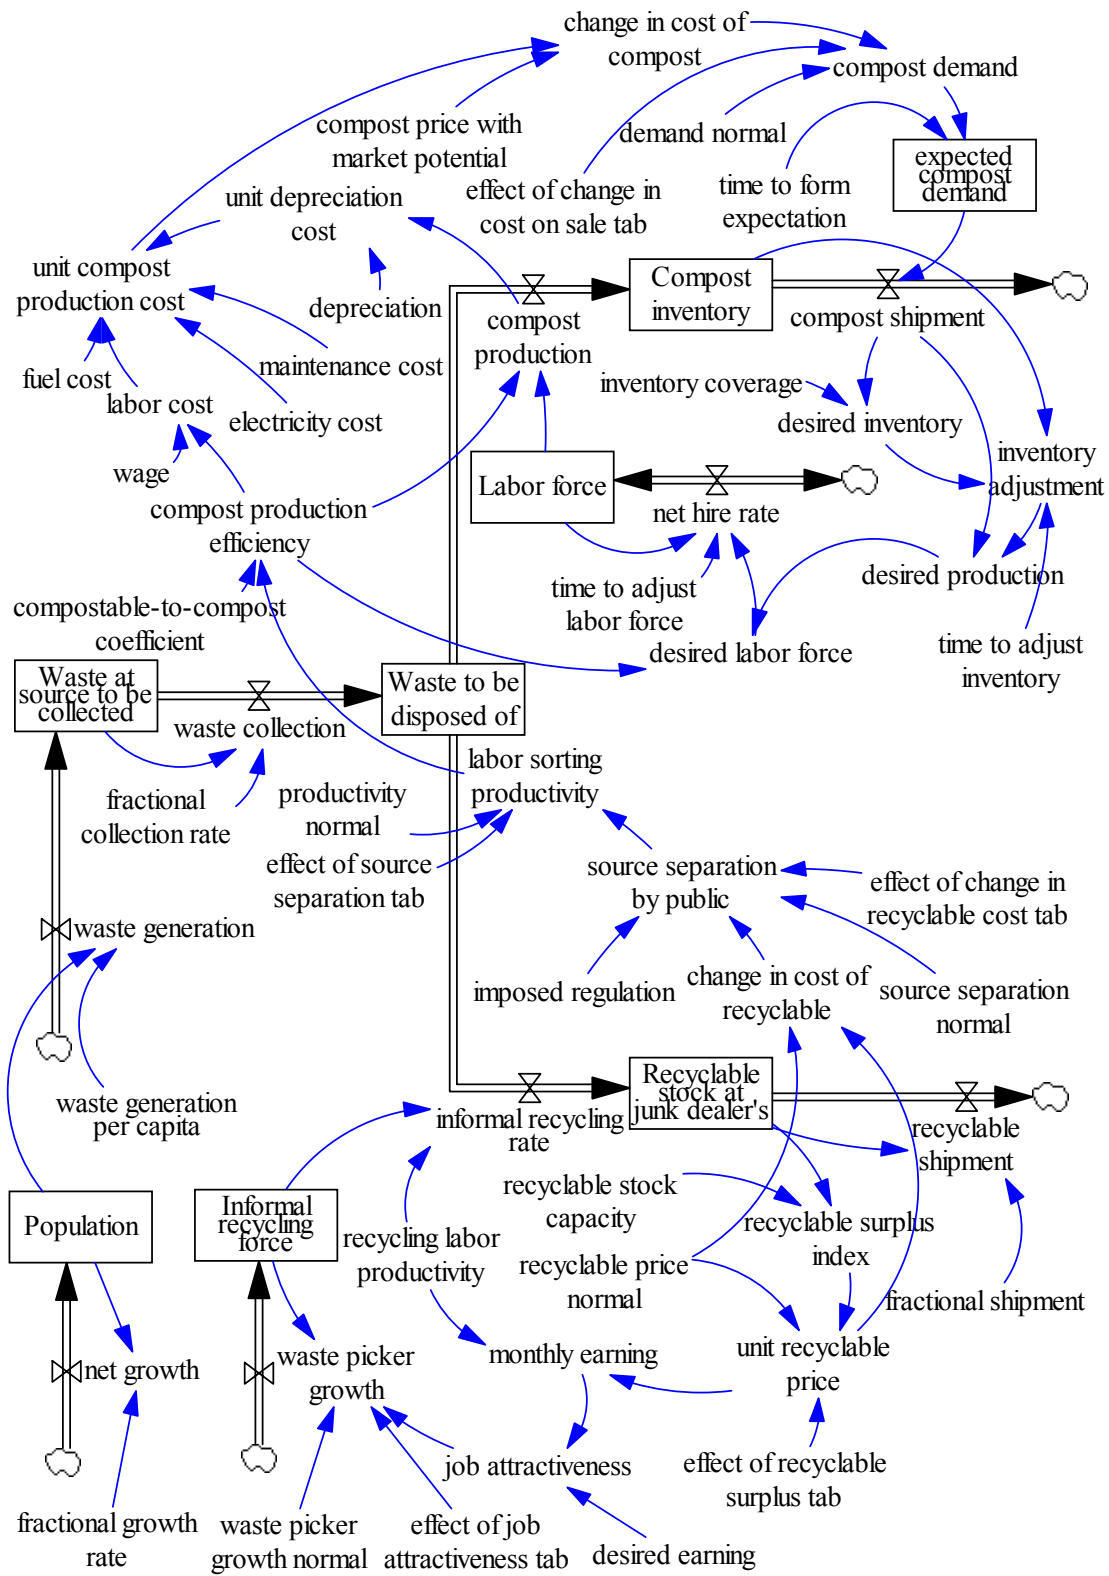 change in cost of
compost
compost demand
compost price with
market potential
demand normal
expected
compost
demand
effect of change in
cost on sale tab
time to form
expectation
unit depreciation
cost
unit compost
production cost
depreciation
Compost
inventory
compost
production
compost shipment
maintenance cost
fuel cost
labor cost
electricity cost
inventory coverage
desired inventory
inventory
adjustment
wage
Labor force
net hire rate
compost production
efficiency
desired production
time to adjust
labor force
desired labor force
time to adjust
inventory
compostable-to-compost
coefficient
Waste at
source to be
collected
waste collection
Waste to be
disposed of
labor sorting
productivity
fractional
collection rate
productivity
normal
effect of source
separation tab
source separation
by public
effect of change in
recyclable cost tab
waste generation
imposed regulation
change in cost of
recyclable
source separation
normal
waste generation
per capita
Recyclable
stock at
junk dealer's
informal recycling
rate
recyclable
shipment
recyclable stock
capacity
Population
Informal
recycling
force
recycling labor
productivity
recyclable surplus
index
recyclable price
normal
fractional shipment
net growth
waste picker
growth
monthly earning
unit recyclable
price
job attractiveness
effect of recyclable
surplus tab
fractional growth
rate
waste picker
growth normal
effect of job
attractiveness tab
desired earning